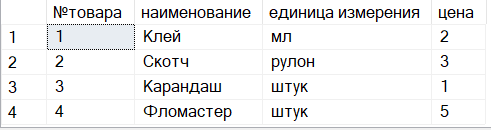 №товара наименование единица измерения цена
1 1 Клей мл 2
2 2 Скотч рулон 3
3 3 Карандаш штук 1
4 4 Фломастер штук 5